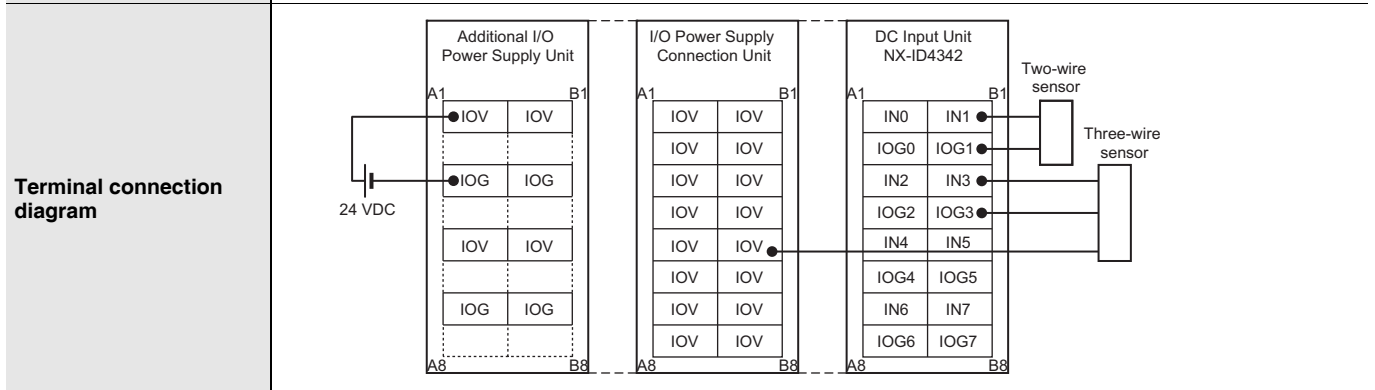 Terminal connection
diagram
Additional I/O
Power Supply Unit
A1 B1
IOV IOV
IOG IOG
IOV IOV
IOG IOG
A8 B8
24 VDC
I/O Power Supply
Connection Unit
A1 B1
IOV IOV
IOV IOV
IOV IOV
IOV IOV
IOV IOV
IOV IOV
IOV IOV
IOV IOV
A8 B8
DC Input Unit
NX-ID4342
A1 B1
IN0 IN1
IOG0 IOG1
IN2 IN3
IOG2 IOG3
IN4 IN5
IOG4 IOG5
IN6 IN7
IOG6 IOG7
A8 B8
Two-wire
sensor
Three-wire
sensor